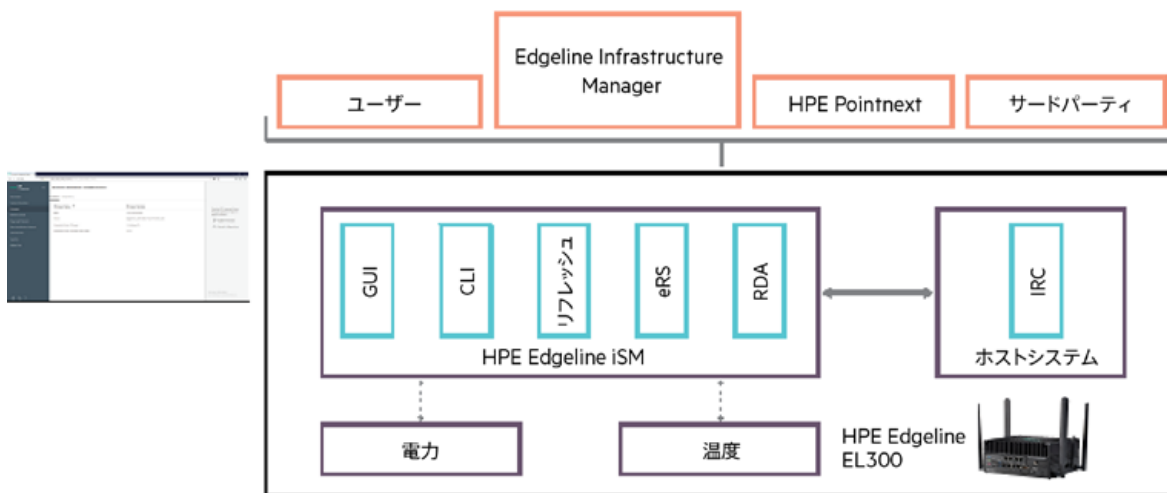 Edgeline Infrastructure
Manager
ユーザー
HPE Pointnext
サードパーティ
GUI
CLI
リフレッシュ
eRS
RDA
IRC
HPE Edgeline iSM
ホストシステム
電力
温度
HPE Edgeline
EL300